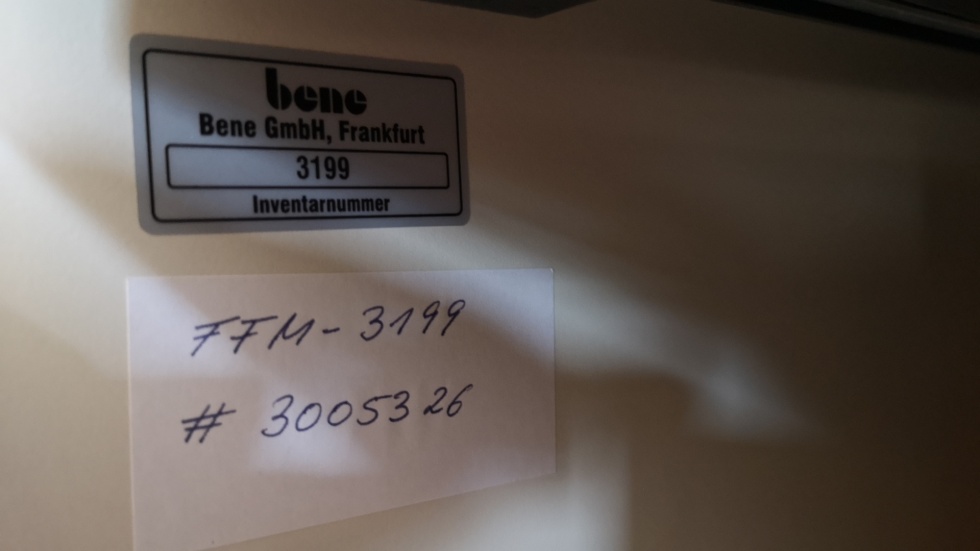 bene
Bene GmbH, Frankfurt
3199
Inventarnummer
FFM-3199
# 3005326